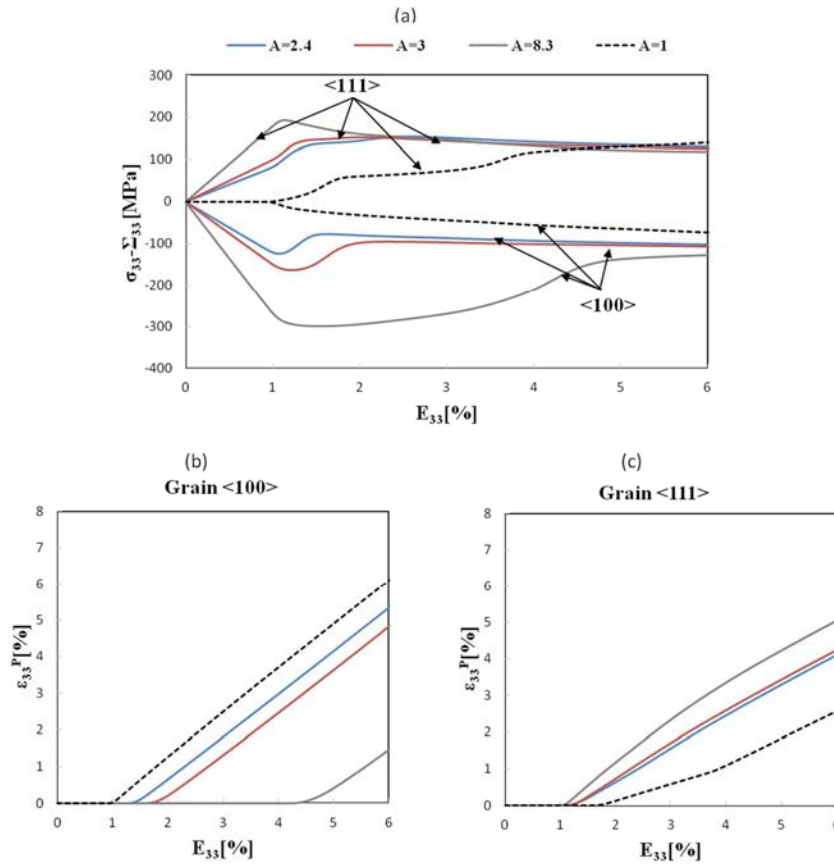 (a)
A=2.4 A=3 A=8.3 A=1
300
200
100
0
-100
-200
-300
-400
σ33-Σ33 [MPa]
<111>
<100>
0 1 2 3 4 5 6
E33[%]
(b)
Grain <100>
8
7
6
5
4
3
2
1
0
ε33^P[%]
0 1 2 3 4 5 6
E33[%]
(c)
Grain <111>
8
7
6
5
4
3
2
1
0
ε33^P[%]
0 1 2 3 4 5 6
E33[%]